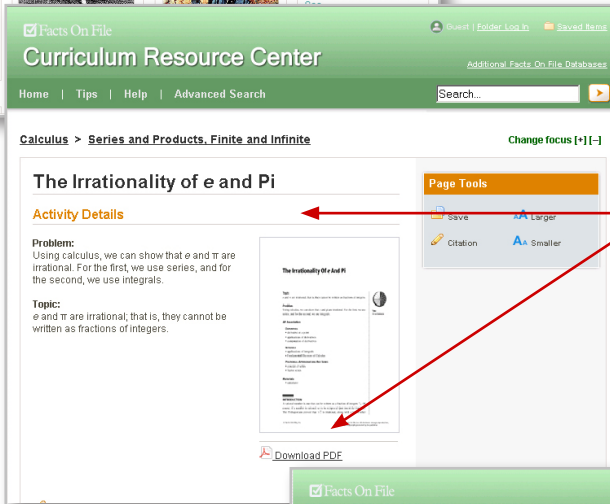 Facts On File
Guest | Folder Log In Saved Items
Curriculum Resource Center
Additional Facts On File Databases
Home | Tips | Help | Advanced Search
Search...
Calculus > Series and Products, Finite and Infinite
Change focus [+] [–]
The Irrationality of e and Pi
Page Tools
Activity Details
Save
AA Larger
Citation
AA Smaller
Problem:
Using calculus, we can show that e and π are
irrational. For the first, we use series, and for
the second, we use integrals.
Topic:
e and π are irrational; that is, they cannot be
written as fractions of integers.
The Irrationality Of e And Pi
Download PDF
Facts On File